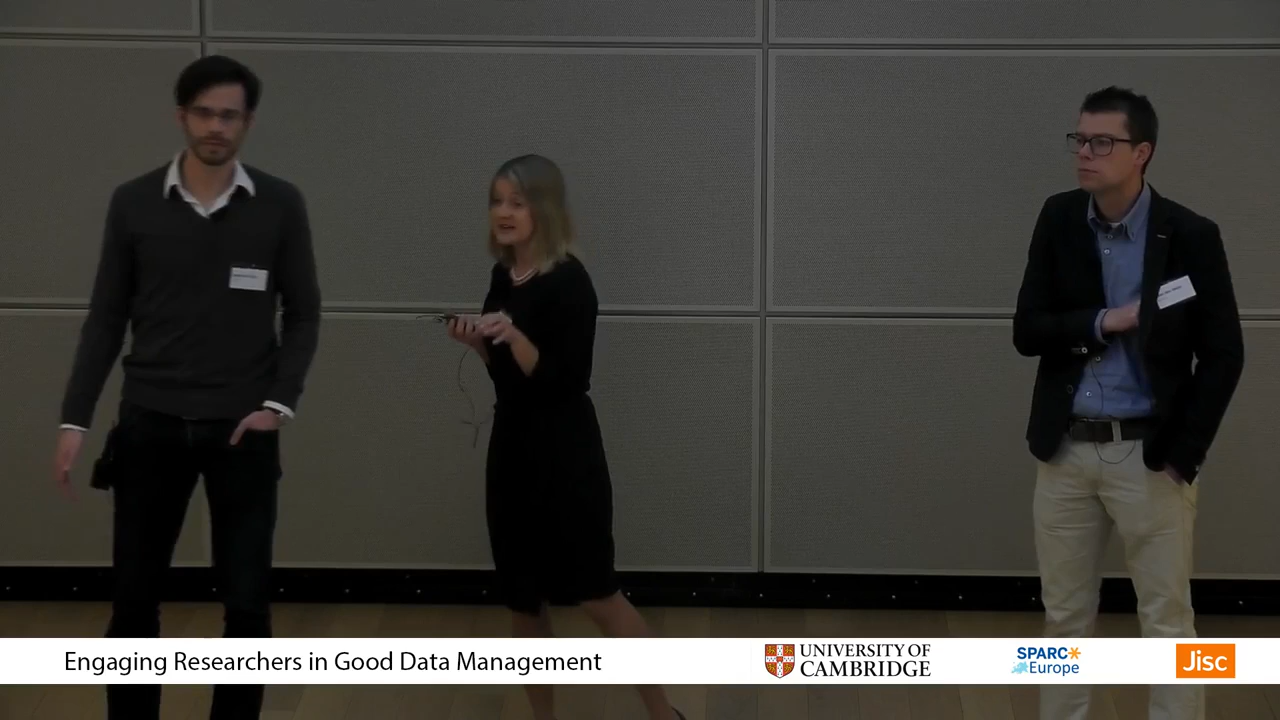 Engaging Researchers in Good Data Management
UNIVERSITY OF
CAMBRIDGE
SPARC
Europe
Jisc